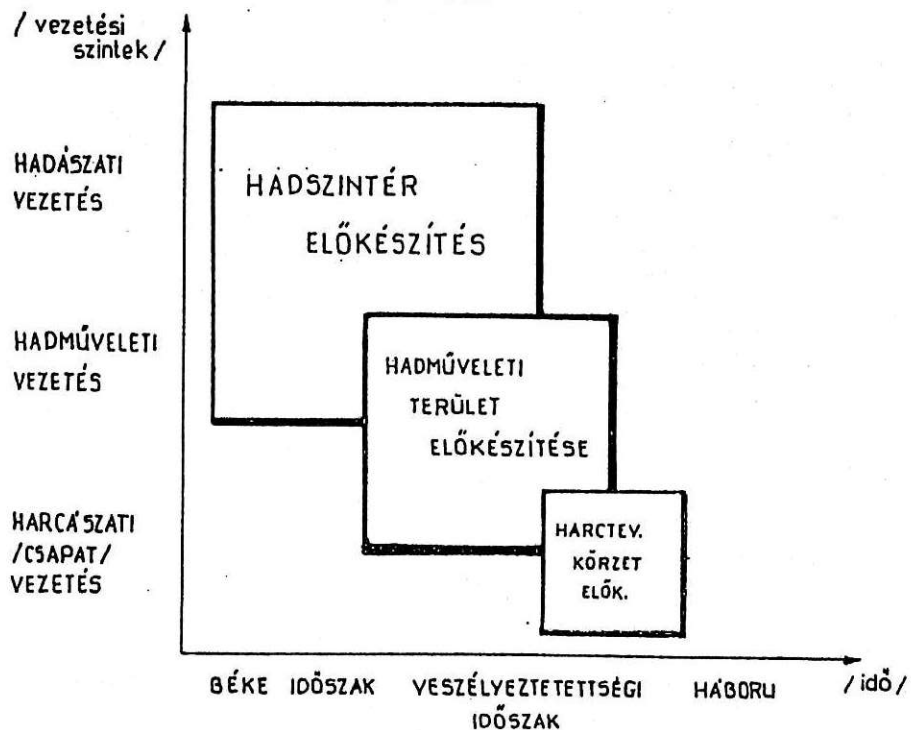 / vezetési
szintek /
HADÁSZATI
VEZETÉS
HADSZINTÉR
ELŐKÉSZÍTÉS
HADMŰVELETI
VEZETÉS
HADMŰVELETI
TERÜLET
ELŐKÉSZÍTÉSE
HARCÁSZATI
/CSAPAT/
VEZETÉS
HARCTEV.
KÖRZET
ELŐK.
BÉKE IDŐSZAK VESZÉLYEZTETETTSÉGI HÁBORU /idő/
IDŐSZAK